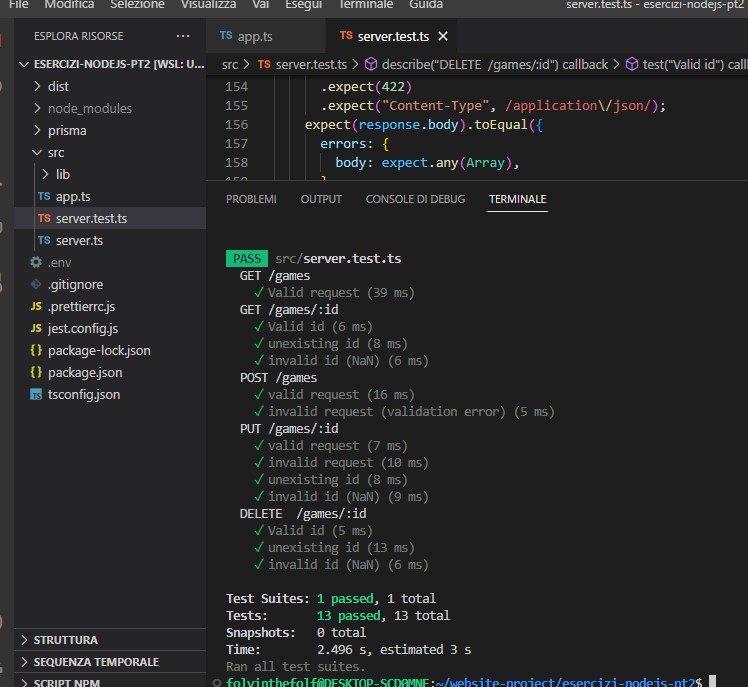 File Modifica Selezione Visualizza Vai Esegui Terminale Guida server.test.ts - esercizi-nodejs-pt2
ESPLORA RISORSE ...
ESERCIZI-NODEJS-PT2 [WSL: U...
dist
node_modules
prisma
src
lib
TS app.ts
TS server.test.ts
TS server.ts
.env
.gitignore
JS .prettierrc.js
JS jest.config.js
{} package-lock.json
{} package.json
TS tsconfig.json
STRUTTURA
SEQUENZA TEMPORALE
SCRIPT NPM
TS app.ts TS server.test.ts
src > TS server.test.ts > describe("DELETE /games/:id") callback > test("Valid id") callback
154 .expect(422)
155 .expect("Content-Type", /application\/json/);
156 expect(response.body).toEqual({
157 errors: {
158 body: expect.any(Array),
159 }
PROBLEMI OUTPUT CONSOLE DI DEBUG TERMINALE
PASS src/server.test.ts
GET /games
✓ Valid request (39 ms)
GET /games/:id
✓ Valid id (6 ms)
✓ unexisting id (8 ms)
✓ invalid id (NaN) (6 ms)
POST /games
✓ valid request (16 ms)
✓ invalid request (validation error) (5 ms)
PUT /games/:id
✓ valid request (7 ms)
✓ invalid request (10 ms)
✓ unexisting id (8 ms)
✓ invalid id (NaN) (9 ms)
DELETE  /games/:id
✓ Valid id (5 ms)
✓ unexisting id (13 ms)
✓ invalid id (NaN) (6 ms)
Test Suites: 1 passed, 1 total
Tests: 13 passed, 13 total
Snapshots: 0 total
Time: 2.496 s, estimated 3 s
Ran all test suites.
folvinthefolf@DESKTOP-SCD0MNE:~/website-project/esercizi-nodejs-pt2$